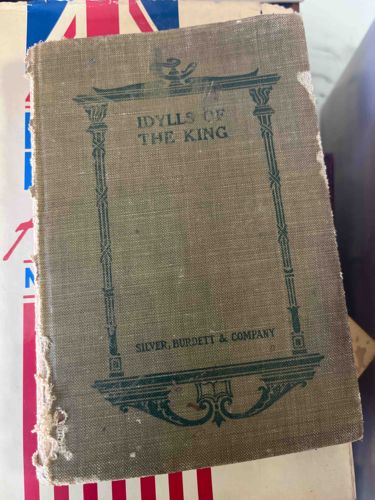 IDYLLS OF
THE KING
SILVER, BURDETT & COMPANY